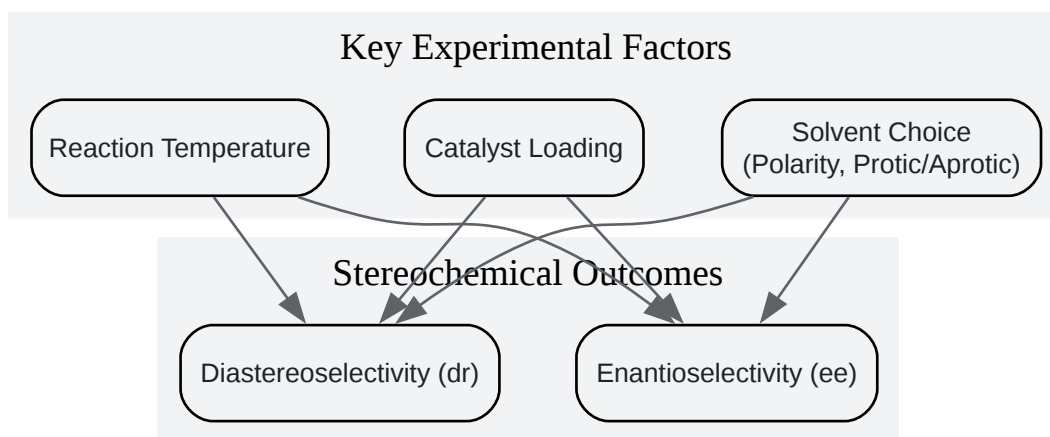 Key Experimental Factors
Reaction Temperature
Catalyst Loading
Solvent Choice
(Polarity, Protic/Aprotic)
Stereochemical Outcomes
Diastereoselectivity (dr)
Enantioselectivity (ee)